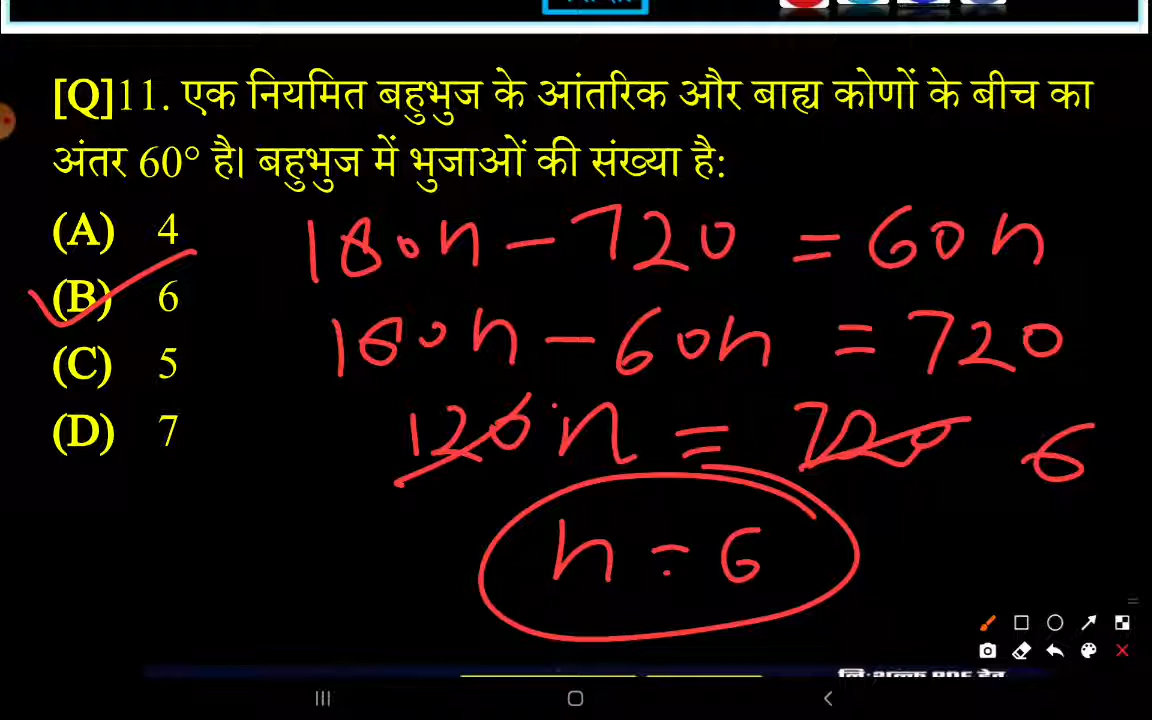 [Q]11. एक नियमित बहुभुज के आंतरिक और बाह्य कोणों के बीच का
अंतर 60° है। बहुभुज में भुजाओं की संख्या है:
(A) 4
(B) 6
(C) 5
(D) 7
180n - 720 = 60n
180n - 60n = 720
120n = 720 6
n = 6